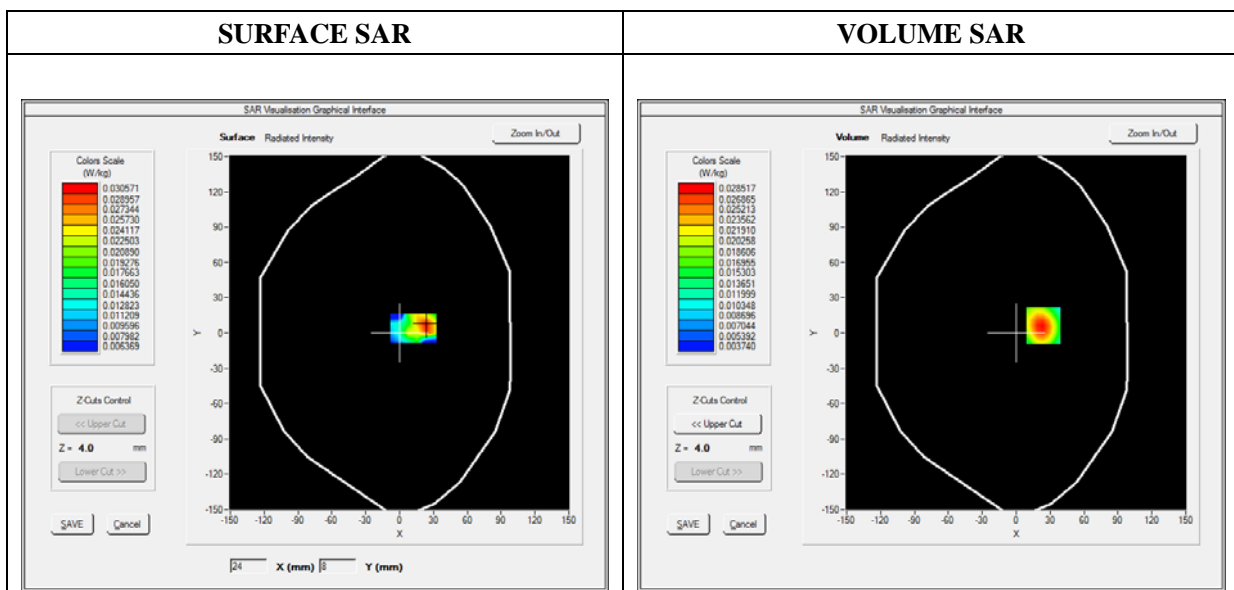 SURFACE SAR
VOLUME SAR
SAR Visualisation Graphical Interface
Surface Radiated Intensity
Zoom In/Out
Colors Scale
(W/kg)
0.030571
0.028957
0.027344
0.025730
0.024117
0.022503
0.020890
0.019276
0.017663
0.016050
0.014436
0.012823
0.011209
0.009596
0.007982
0.006369
Z-Cuts Control
<< Upper Cut
Z = 4.0 mm
Lower Cut >>
SAVE Cancel
150
120
90
60
30
0
-30
-60
-90
-120
-150
Y
-150 -120 -90 -60 -30 0 30 60 90 120 150
X
24 X (mm) 8 Y (mm)
SAR Visualisation Graphical Interface
Volume Radiated Intensity
Zoom In/Out
Colors Scale
(W/kg)
0.028517
0.026865
0.025213
0.023562
0.021910
0.020258
0.018606
0.016955
0.015303
0.013651
0.011999
0.010348
0.008696
0.007044
0.005392
0.003740
Z-Cuts Control
<< Upper Cut
Z = 4.0 mm
Lower Cut >>
SAVE Cancel
150
120
90
60
30
0
-30
-60
-90
-120
-150
Y
-150 -120 -90 -60 -30 0 30 60 90 120 150
X